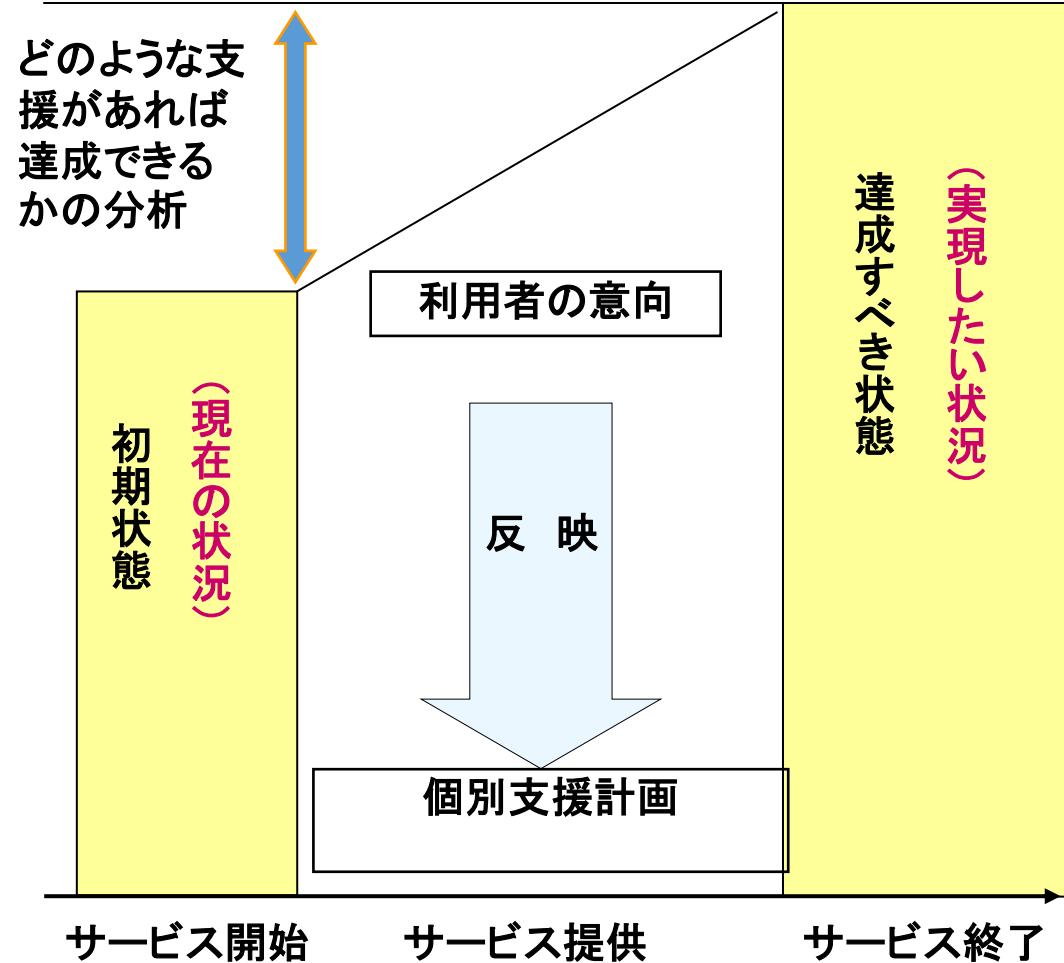 どのような支
援があれば
達成できる
かの分析
利用者の意向
初期状態
（現在の状況）
反　映
個別支援計画
達成すべき状態
（実現したい状況）
サービス開始
サービス提供
サービス終了